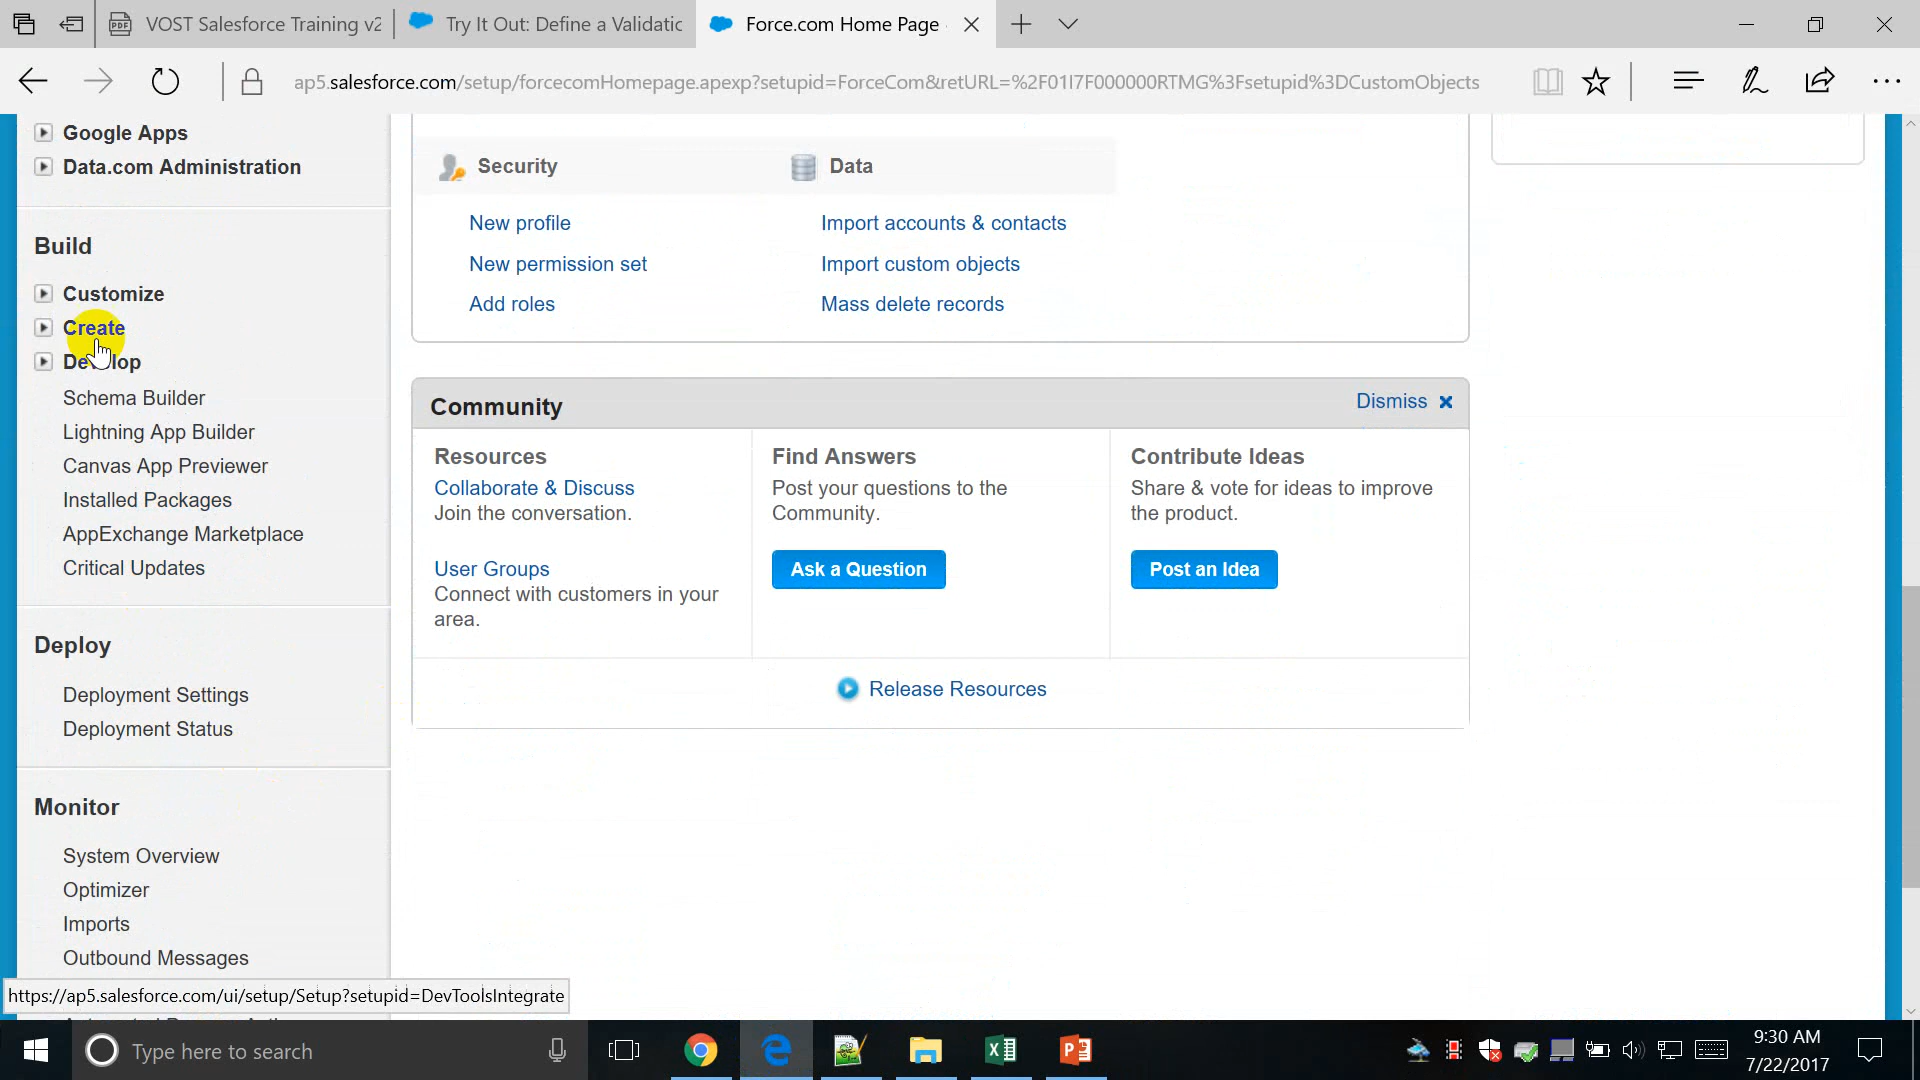 VOST Salesforce Training v2
Try It Out: Define a Validatic
Force.com Home Page
ap5.salesforce.com/setup/forcecomHomepage.apexp?setupid=ForceCom&retURL=%2F01I7F000000RTMG%3Fsetupid%3DCustomObjects
Google Apps
Data.com Administration
Build
Customize
Create
Develop
Schema Builder
Lightning App Builder
Canvas App Previewer
Installed Packages
AppExchange Marketplace
Critical Updates
Deploy
Deployment Settings
Deployment Status
Monitor
System Overview
Optimizer
Imports
Outbound Messages
https://ap5.salesforce.com/ui/setup/Setup?setupid=DevToolsIntegrate
Security
New profile
New permission set
Add roles
Data
Import accounts & contacts
Import custom objects
Mass delete records
Community
Dismiss
Resources
Collaborate & Discuss
Join the conversation.
User Groups
Connect with customers in your
area.
Find Answers
Post your questions to the
Community.
Ask a Question
Contribute Ideas
Share & vote for ideas to improve
the product.
Post an Idea
Release Resources
Type here to search
9:30 AM
7/22/2017